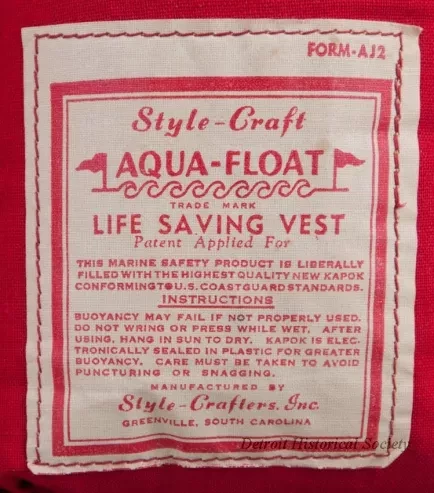 FORM-AJ2
Style-Craft
AQUA-FLOAT
TRADE MARK
LIFE SAVING VEST
Patent Applied For
THIS MARINE SAFETY PRODUCT IS LIBERALLY
FILLED WITH THE HIGHEST QUALITY NEW KAPOK
CONFORMING TO U.S. COAST GUARD STANDARDS.
INSTRUCTIONS
BUOYANCY MAY FAIL IF NOT PROPERLY USED.
DO NOT WRING OR PRESS WHILE WET. AFTER
USING, HANG IN SUN TO DRY. KAPOK IS ELEC-
TRONICALLY SEALED IN PLASTIC FOR GREATER
BUOYANCY. CARE MUST BE TAKEN TO AVOID
PUNCTURING OR SNAGGING.
MANUFACTURED BY
Style-Crafters, Inc.
GREENVILLE, SOUTH CAROLINA
Detroit Historical Society